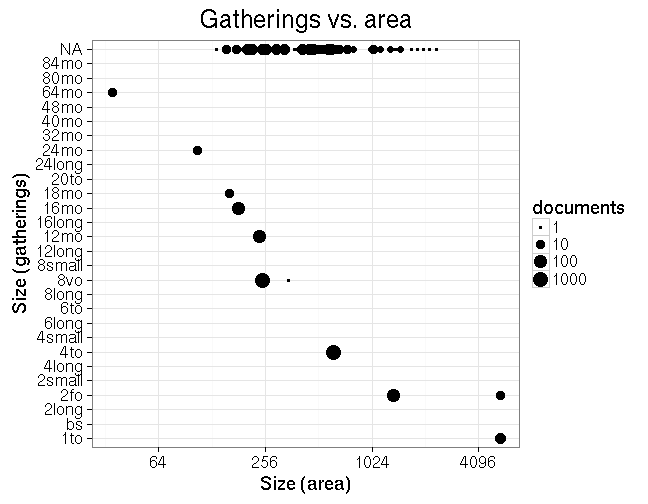 Gatherings vs. area
Size (gatherings)
NA
84mo
80mo
64mo
48mo
40mo
32mo
24mo
24long
20to
18mo
16mo
16long
12mo
12long
8small
8vo
8long
6to
6long
4small
4to
4long
2small
2fo
2long
bs
1to
64
256
1024
4096
Size (area)
documents
1
10
100
1000